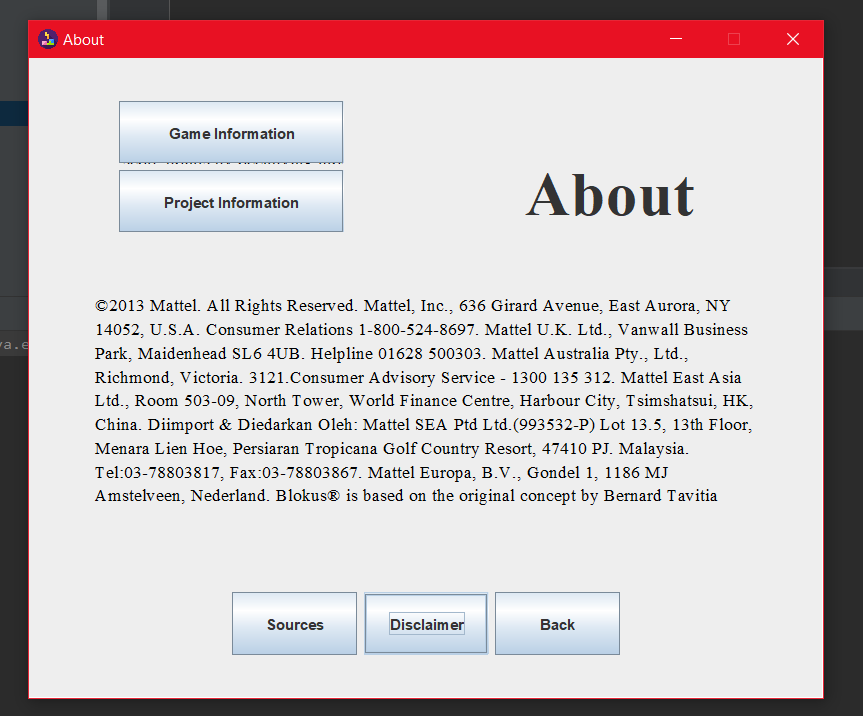 About
Game Information
Project Information
About
©2013 Mattel. All Rights Reserved. Mattel, Inc., 636 Girard Avenue, East Aurora, NY
14052, U.S.A. Consumer Relations 1-800-524-8697. Mattel U.K. Ltd., Vanwall Business
Park, Maidenhead SL6 4UB. Helpline 01628 500303. Mattel Australia Pty., Ltd.,
Richmond, Victoria. 3121.Consumer Advisory Service - 1300 135 312. Mattel East Asia
Ltd., Room 503-09, North Tower, World Finance Centre, Harbour City, Tsimshatsui, HK,
China. Diimport & Diedarkan Oleh: Mattel SEA Ptd Ltd.(993532-P) Lot 13.5, 13th Floor,
Menara Lien Hoe, Persiaran Tropicana Golf Country Resort, 47410 PJ. Malaysia.
Tel:03-78803817, Fax:03-78803867. Mattel Europa, B.V., Gondel 1, 1186 MJ
Amstelveen, Nederland. Blokus® is based on the original concept by Bernard Tavitia
Sources
Disclaimer
Back